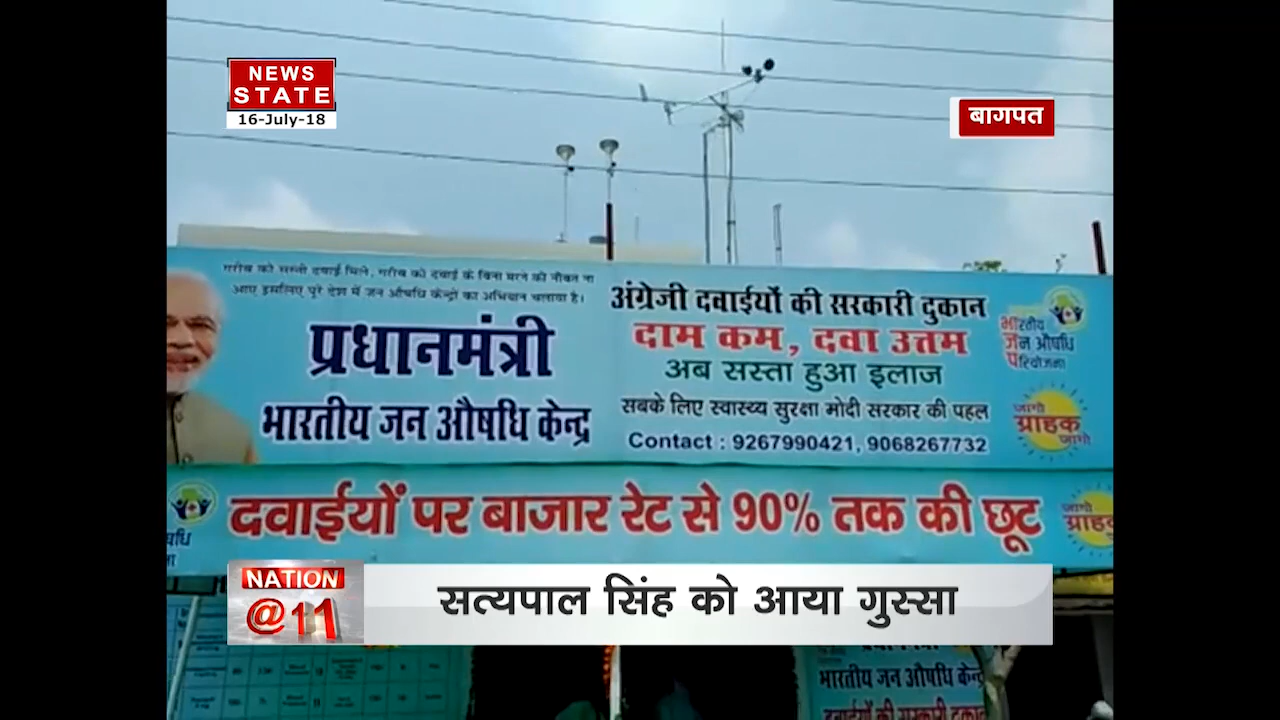 NEWS
STATE
16-July-18
बागपत
गरीब को सस्ती दवाई मिले, गरीब को दवाई के बिना मरने की नौबत ना
आए इसलिए पूरे देश में जन औषधि केन्द्रो का अभियान चलाया है।
प्रधानमंत्री
भारतीय जन औषधि केन्द्र
अंग्रेजी दवाईयों की सरकारी दुकान
दाम कम, दवा उत्तम
अब सस्ता हुआ इलाज
सबके लिए स्वास्थ्य सुरक्षा मोदी सरकार की पहल
Contact : 9267990421, 9068267732
भारतीय
जन औषधि
परियोजना
जागो
ग्राहक
जागो
दवाईयों पर बाजार रेट से 90% तक की छूट
जागो
NATION
@11
सत्यपाल सिंह को आया गुस्सा
भारतीय जन औषधि केन्द्र
दवाईयों की सरकारी दुकान